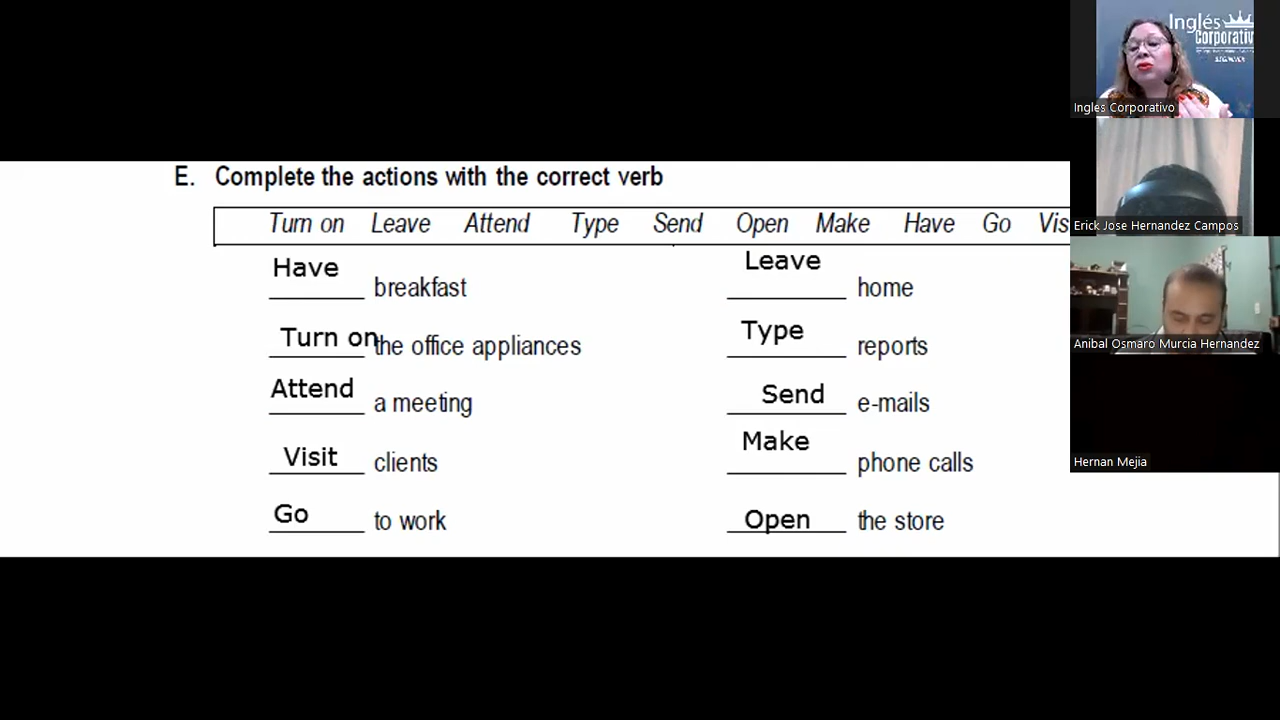 E. Complete the actions with the correct verb
Turn on Leave Attend Type Send Open Make Have Go Vis
Have breakfast
Leave home
Turn on the office appliances
Type reports
Attend a meeting
Send e-mails
Visit clients
Make phone calls
Go to work
Open the store
Inglés
Corporativo
Ingles Corporativo
Erick Jose Hernandez Campos
Anibal Osmaro Murcia Hernandez
Hernan Mejia